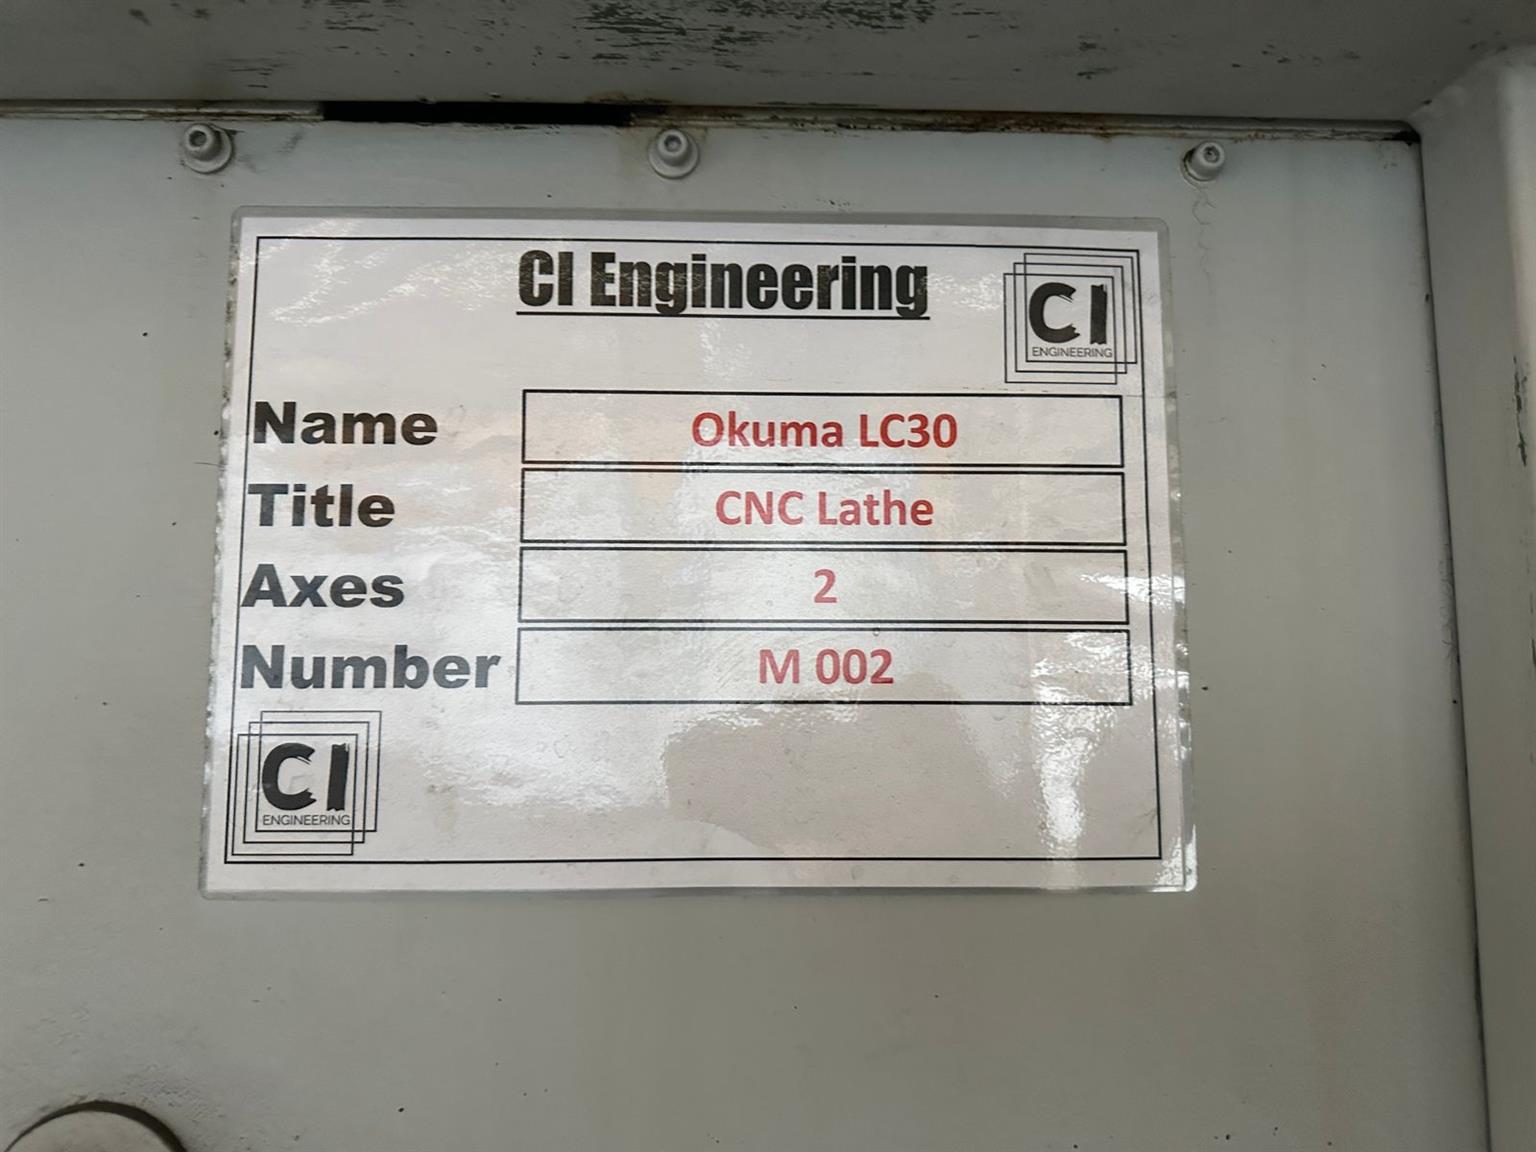 CI Engineering
CI
ENGINEERING
Name Okuma LC30
Title CNC Lathe
Axes 2
Number M 002
CI
ENGINEERING